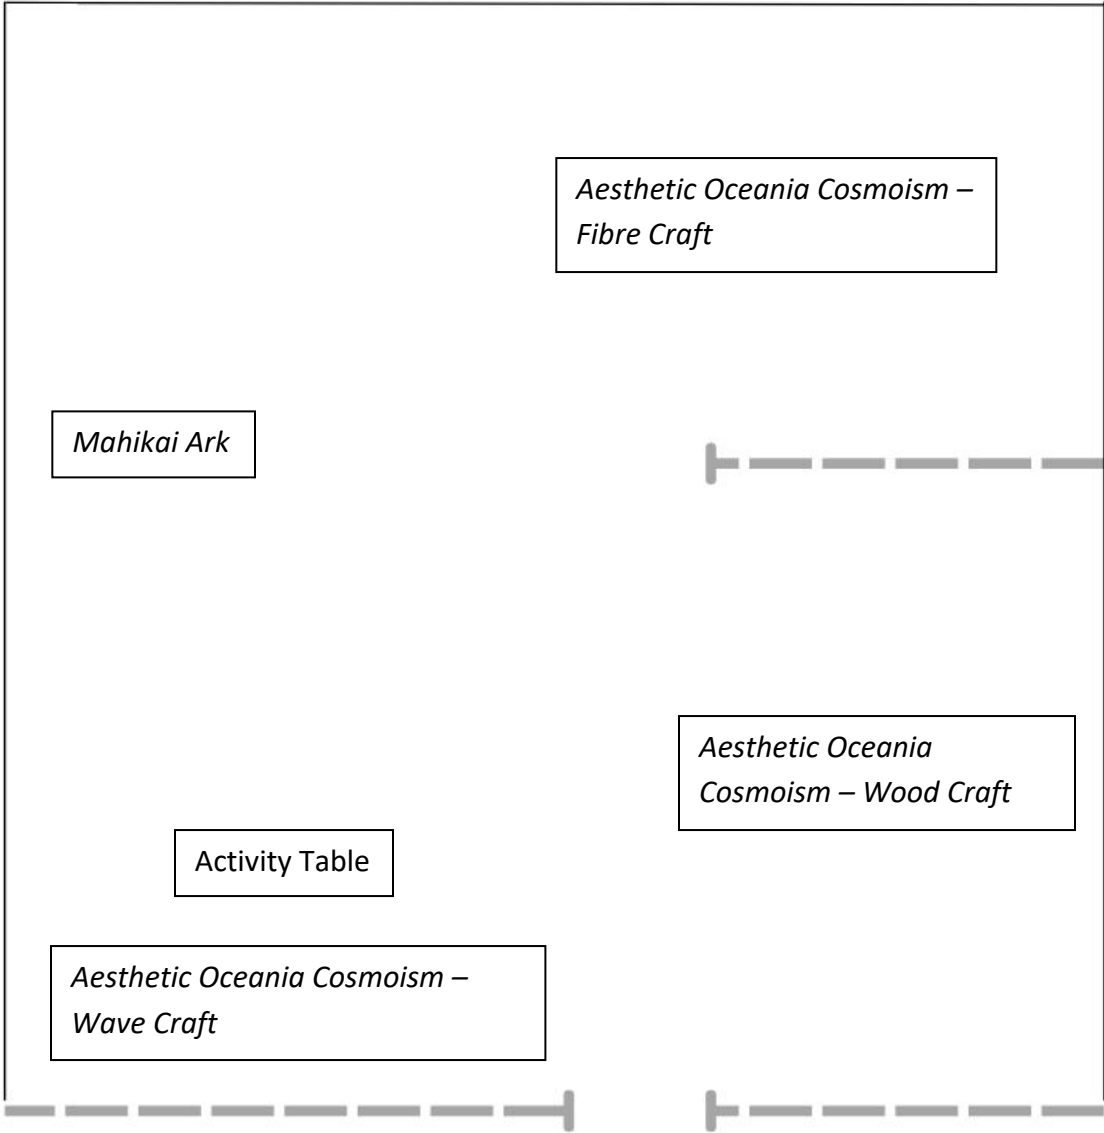 Aesthetic Oceania Cosmoism –
Fibre Craft
Mahikai Ark
Aesthetic Oceania
Cosmoism – Wood Craft
Activity Table
Aesthetic Oceania Cosmoism –
Wave Craft